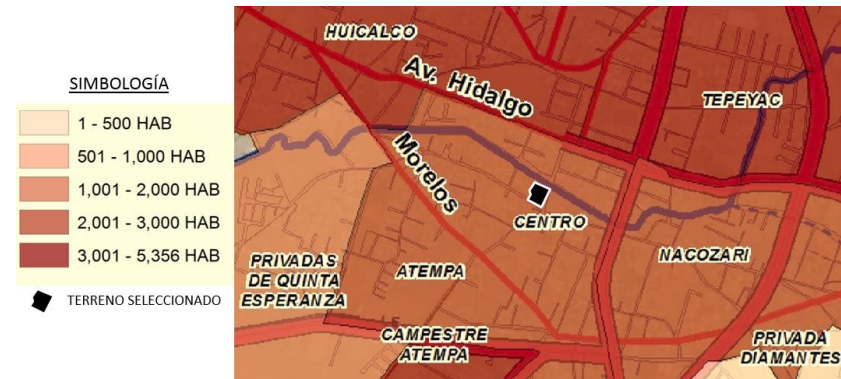 SIMBOLOGÍA
1 - 500 HAB
501 - 1,000 HAB
1,001 - 2,000 HAB
2,001 - 3,000 HAB
3,001 - 5,356 HAB
TERRENO SELECCIONADO
HUICALCO
Av. Hidalgo
TEPEYAC
Morelos
CENTRO
NACOZARI
PRIVADAS
DE QUINTA
ESPERANZA
ATEMPA
CAMPESTRE
ATEMPA
PRIVADA
DIAMANTES